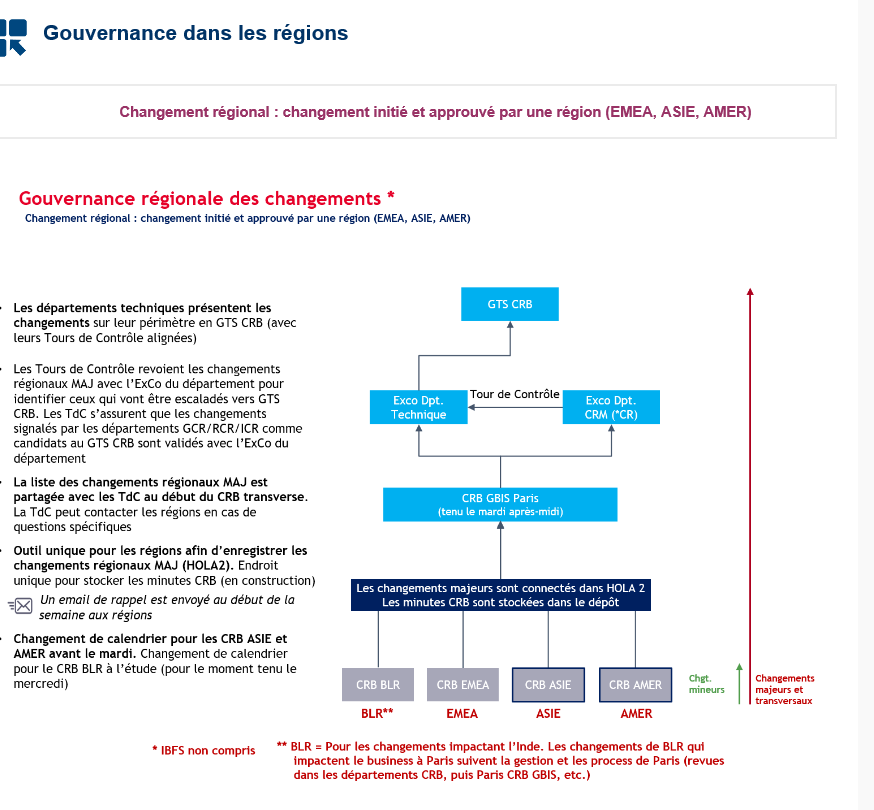 Gouvernance dans les régions
Changement régional : changement initié et approuvé par une région (EMEA, ASIE, AMER)
Gouvernance régionale des changements *
Changement régional : changement initié et approuvé par une région (EMEA, ASIE, AMER)
Les départements techniques présentent les
changements sur leur périmètre en GTS CRB (avec
leurs Tours de Contrôle alignées)
Les Tours de Contrôle revoient les changements
régionaux MAJ avec l’ExCo du département pour
identifier ceux qui vont être escaladés vers GTS
CRB. Les TdC s’assurent que les changements
signalés par les départements GCR/RCR/ICR comme
candidats au GTS CRB sont validés avec l’ExCo du
département
La liste des changements régionaux MAJ est
partagée avec les TdC au début du CRB transverse.
La TdC peut contacter les régions en cas de
questions spécifiques
Outil unique pour les régions afin d’enregistrer les
changements régionaux MAJ (HOLA2). Endroit
unique pour stocker les minutes CRB (en construction)
Un email de rappel est envoyé au début de la
semaine aux régions
Changement de calendrier pour les CRB ASIE et
AMER avant le mardi. Changement de calendrier
pour le CRB BLR à l’étude (pour le moment tenu le
mercredi)
GTS CRB
Exco Dpt.
Technique
Tour de Contrôle
Exco Dpt.
CRM (*CR)
CRB GBIS Paris
(tenu le mardi après-midi)
Les changements majeurs sont connectés dans HOLA 2
Les minutes CRB sont stockées dans le dépôt
CRB BLR
CRB EMEA
CRB ASIE
CRB AMER
BLR**
EMEA
ASIE
AMER
Chgt.
mineurs
Changements
majeurs et
transversaux
* IBFS non compris
** BLR = Pour les changements impactant l’Inde. Les changements de BLR qui
impactent le business à Paris suivent la gestion et les process de Paris (revues
dans les départements CRB, puis Paris CRB GBIS, etc.)